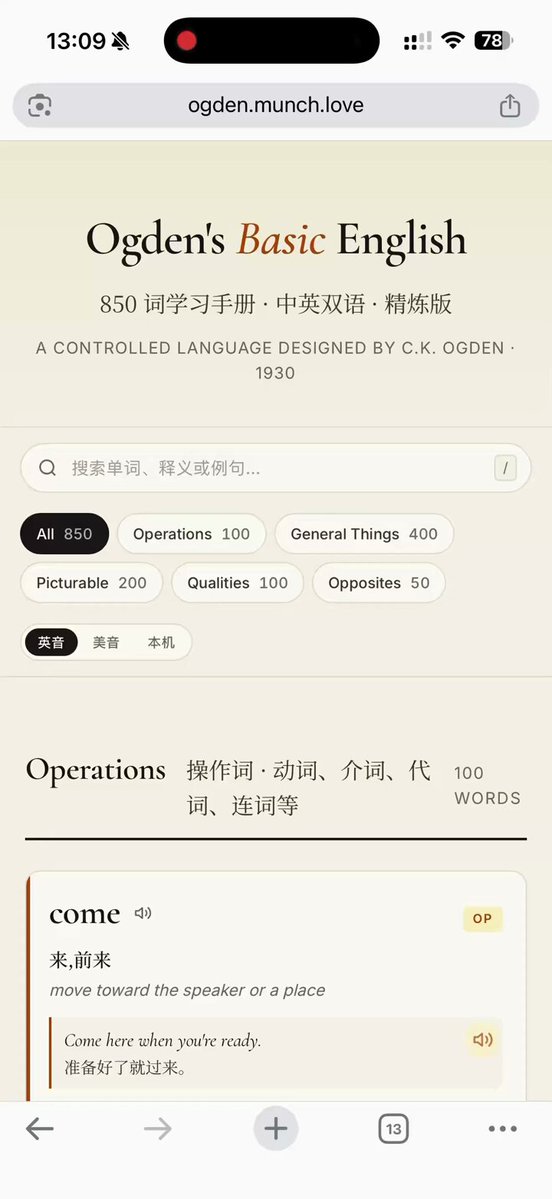 13:09
78
ogden.munch.love
Ogden's Basic English
850 词学习手册 · 中英双语 · 精炼版
A CONTROLLED LANGUAGE DESIGNED BY C.K. OGDEN ·
1930
搜索单词、释义或例句...
/
All 850
Operations 100
General Things 400
Picturable 200
Qualities 100
Opposites 50
英音
美音
本机
Operations
操作词 · 动词、介词、代
词、连词等
100
WORDS
come
OP
来,前来
move toward the speaker or a place
Come here when you're ready.
准备好了就过来。
13